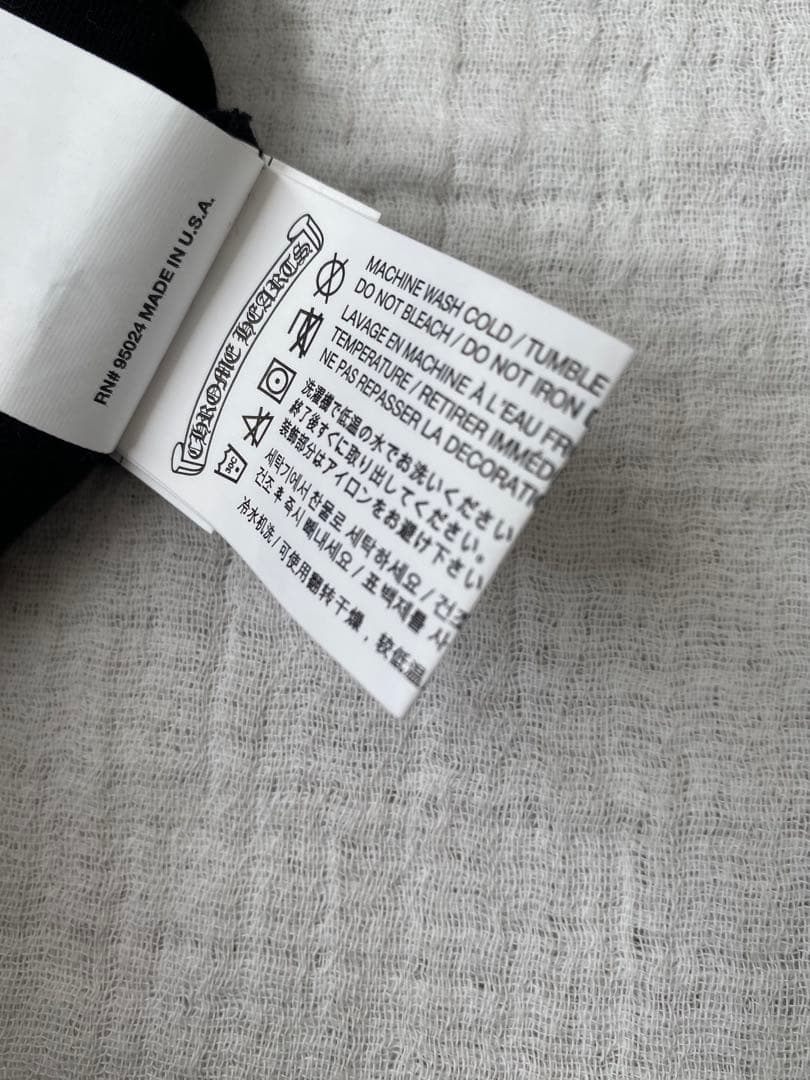 RN# 95024 MADE IN U.S.A.
CHROME HEARTS
MACHINE WASH COLD / TUMBLE
DO NOT BLEACH / DO NOT IRON
LAVAGE EN MACHINE À L'EAU
TEMPERATURE / RETIRER
NE PAS REPASSER LA
洗濯機で低温の水でお洗いください
終了後すぐに取り出してください。
装飾部分はアイロンをお避け下さい
세탁기에서 찬물로 세탁하세요 / 건조
건조 후 즉시 빼내세요 / 표백제를
冷水机洗 / 可使用翻转干燥，较低温
30C